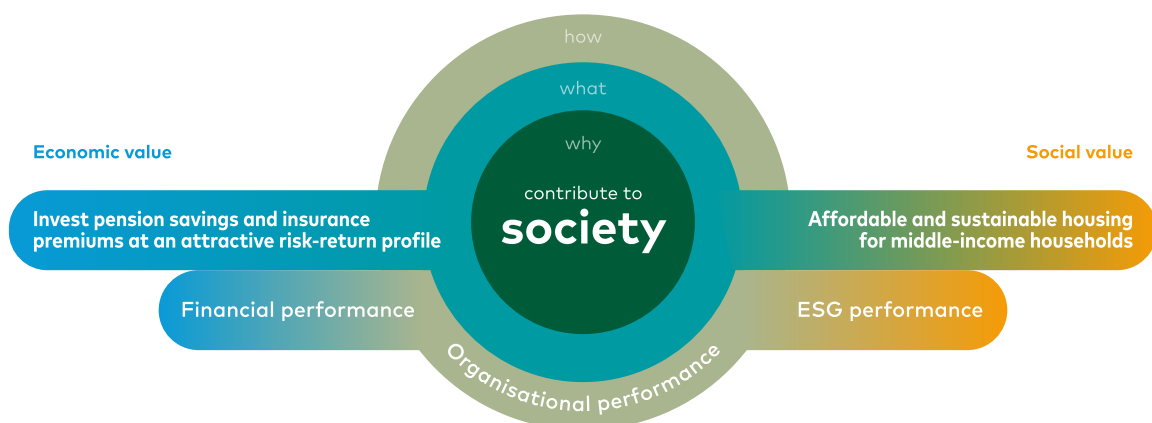 how
what
why
contribute to
society
Economic value
Invest pension savings and insurance
premiums at an attractive risk-return profile
Financial performance
Social value
Affordable and sustainable housing
for middle-income households
ESG performance
Organisational performance